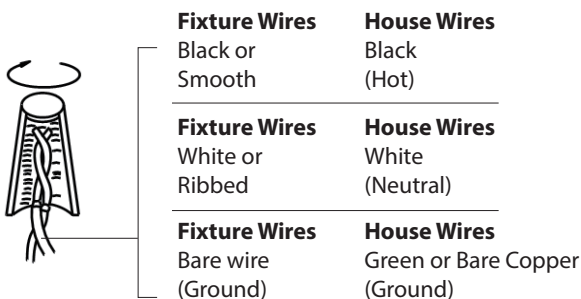 Fixture Wires House Wires
Black or Black
Smooth (Hot)
Fixture Wires House Wires
White or White
Ribbed (Neutral)
Fixture Wires House Wires
Bare wire Green or Bare Copper
(Ground) (Ground)